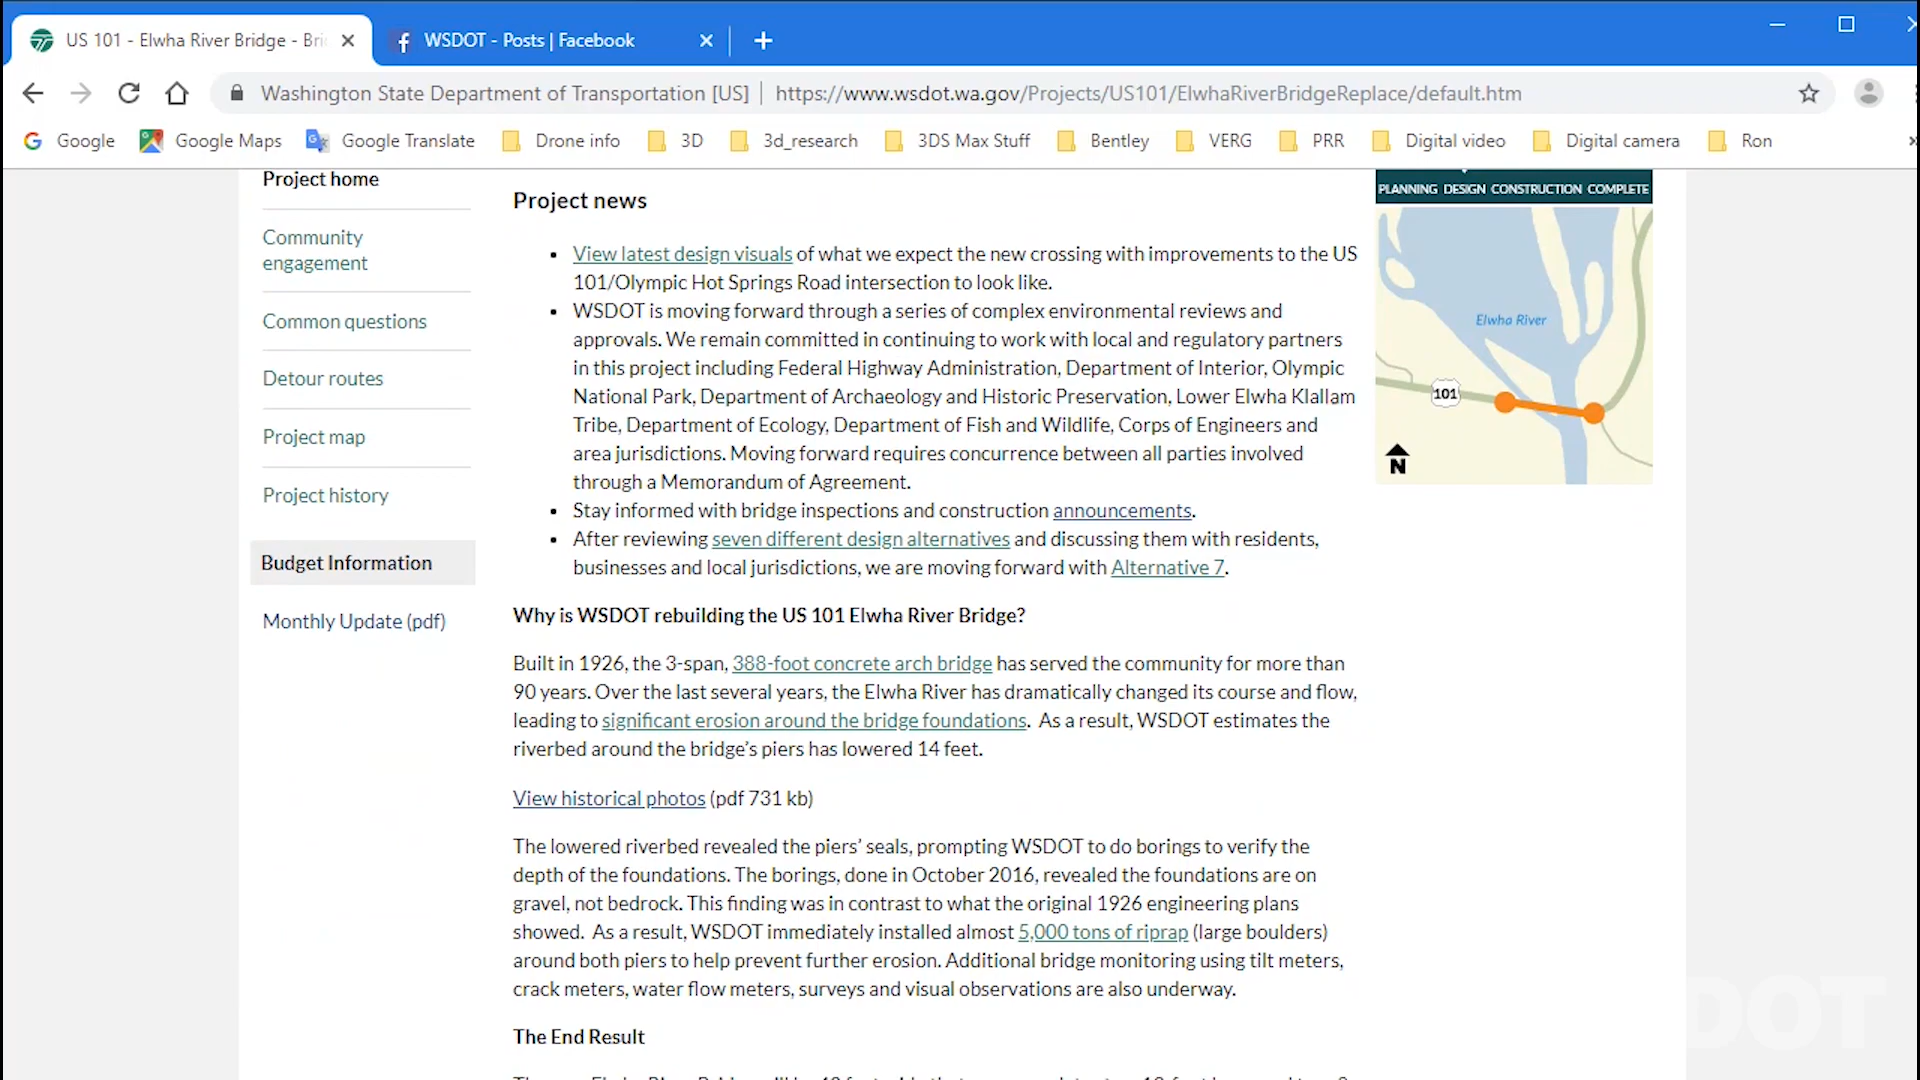 US 101 - Elwha River Bridge - Bri
WSDOT - Posts | Facebook
Washington State Department of Transportation [US] | https://www.wsdot.wa.gov/Projects/US101/ElwhaRiverBridgeReplace/default.htm
Google Google Maps Google Translate Drone info 3D 3d_research 3DS Max Stuff Bentley VERG PRR Digital video Digital camera Ron
Project home
Community
engagement
Common questions
Detour routes
Project map
Project history
Budget Information
Monthly Update (pdf)
Project news
• View latest design visuals of what we expect the new crossing with improvements to the US
101/Olympic Hot Springs Road intersection to look like.
• WSDOT is moving forward through a series of complex environmental reviews and
approvals. We remain committed in continuing to work with local and regulatory partners
in this project including Federal Highway Administration, Department of Interior, Olympic
National Park, Department of Archaeology and Historic Preservation, Lower Elwha Klallam
Tribe, Department of Ecology, Department of Fish and Wildlife, Corps of Engineers and
area jurisdictions. Moving forward requires concurrence between all parties involved
through a Memorandum of Agreement.
• Stay informed with bridge inspections and construction announcements.
• After reviewing seven different design alternatives and discussing them with residents,
businesses and local jurisdictions, we are moving forward with Alternative 7.
Why is WSDOT rebuilding the US 101 Elwha River Bridge?
Built in 1926, the 3-span, 388-foot concrete arch bridge has served the community for more than
90 years. Over the last several years, the Elwha River has dramatically changed its course and flow,
leading to significant erosion around the bridge foundations. As a result, WSDOT estimates the
riverbed around the bridge’s piers has lowered 14 feet.
View historical photos (pdf 731 kb)
The lowered riverbed revealed the piers’ seals, prompting WSDOT to do borings to verify the
depth of the foundations. The borings, done in October 2016, revealed the foundations are on
gravel, not bedrock. This finding was in contrast to what the original 1926 engineering plans
showed. As a result, WSDOT immediately installed almost 5,000 tons of riprap (large boulders)
around both piers to help prevent further erosion. Additional bridge monitoring using tilt meters,
crack meters, water flow meters, surveys and visual observations are also underway.
The End Result
PLANNING DESIGN CONSTRUCTION COMPLETE
Elwha River
101
N
DOT